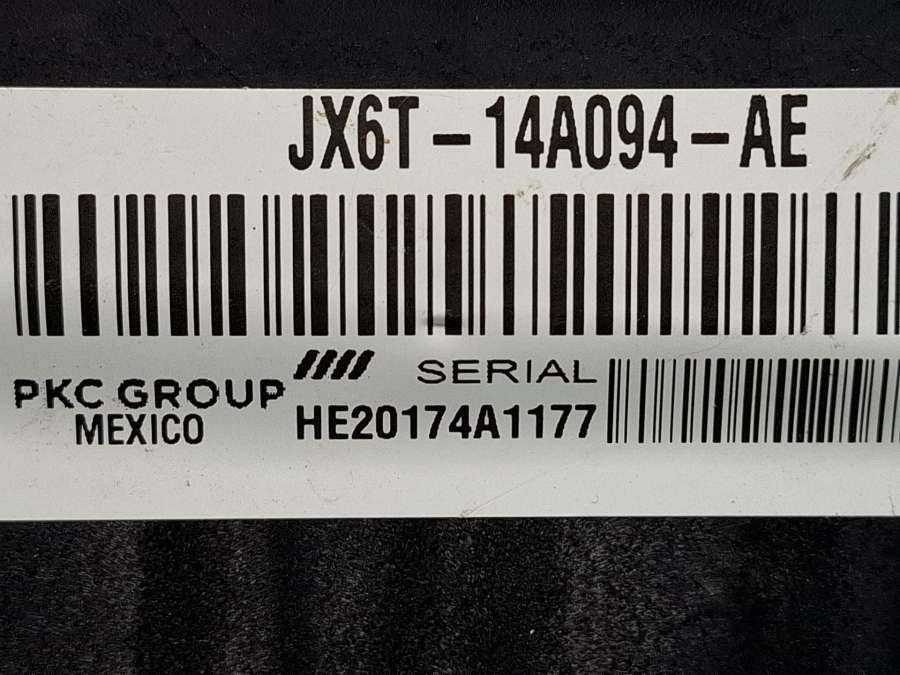 JX6T-14A094-AE
PKC GROUP
MEXICO
SERIAL
HE20174A1177